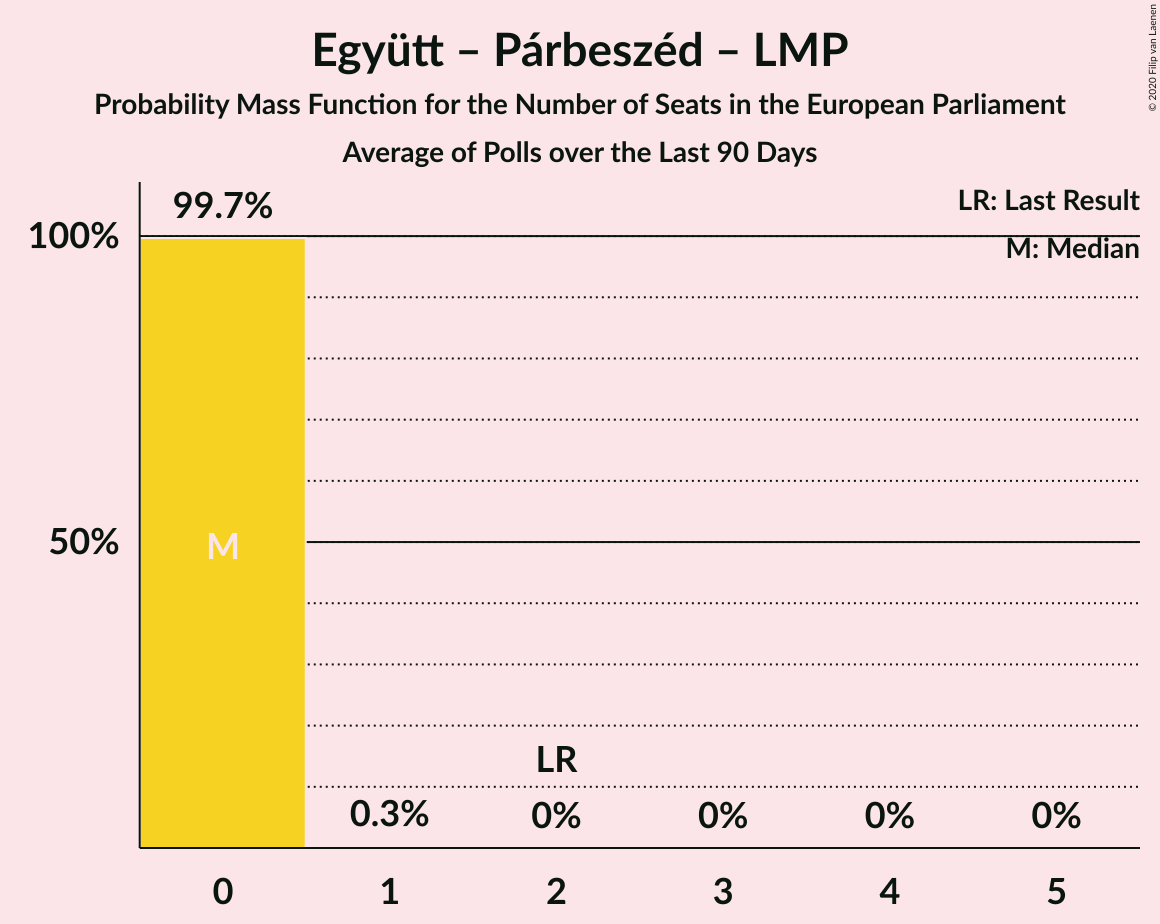 Együtt – Párbeszéd – LMP
Probability Mass Function for the Number of Seats in the European Parliament
Average of Polls over the Last 90 Days
© 2020 Filip van Laenen
LR: Last Result
M: Median
99.7%
100%
50%
M
LR
0.3%
0%
0%
0%
0%
0
1
2
3
4
5